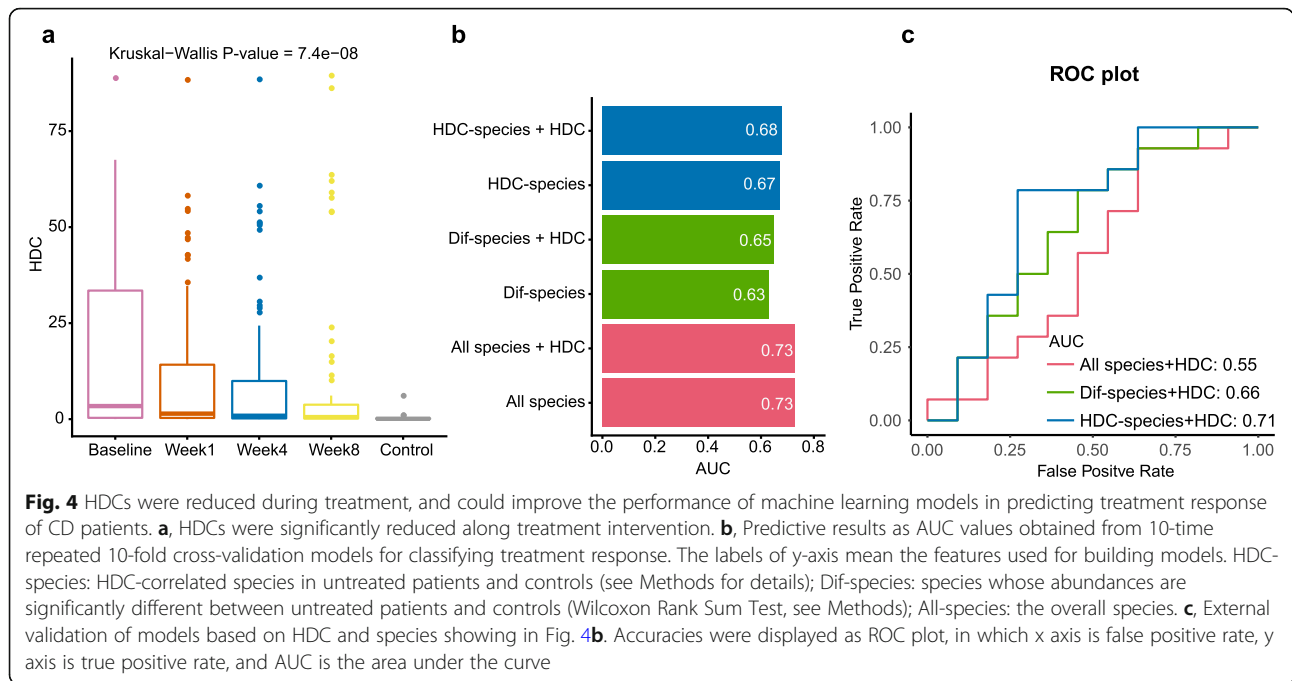 a
Kruskal−Wallis P-value = 7.4e−08
HDC
75
50
25
0
Baseline Week1 Week4 Week8 Control
b
HDC-species + HDC 0.68
HDC-species 0.67
Dif-species + HDC 0.65
Dif-species 0.63
All species + HDC 0.73
All species 0.73
0.0 0.2 0.4 0.6 0.8
AUC
c
ROC plot
True Positive Rate
1.00
0.75
0.50
0.25
0.00
AUC
All species+HDC: 0.55
Dif-species+HDC: 0.66
HDC-species+HDC: 0.71
0.00 0.25 0.50 0.75 1.00
False Positve Rate
Fig. 4 HDCs were reduced during treatment, and could improve the performance of machine learning models in predicting treatment response
of CD patients. a, HDCs were significantly reduced along treatment intervention. b, Predictive results as AUC values obtained from 10-time
repeated 10-fold cross-validation models for classifying treatment response. The labels of y-axis mean the features used for building models. HDC-
species: HDC-correlated species in untreated patients and controls (see Methods for details); Dif-species: species whose abundances are
significantly different between untreated patients and controls (Wilcoxon Rank Sum Test, see Methods); All-species: the overall species. c, External
validation of models based on HDC and species showing in Fig. 4b. Accuracies were displayed as ROC plot, in which x axis is false positive rate, y
axis is true positive rate, and AUC is the area under the curve